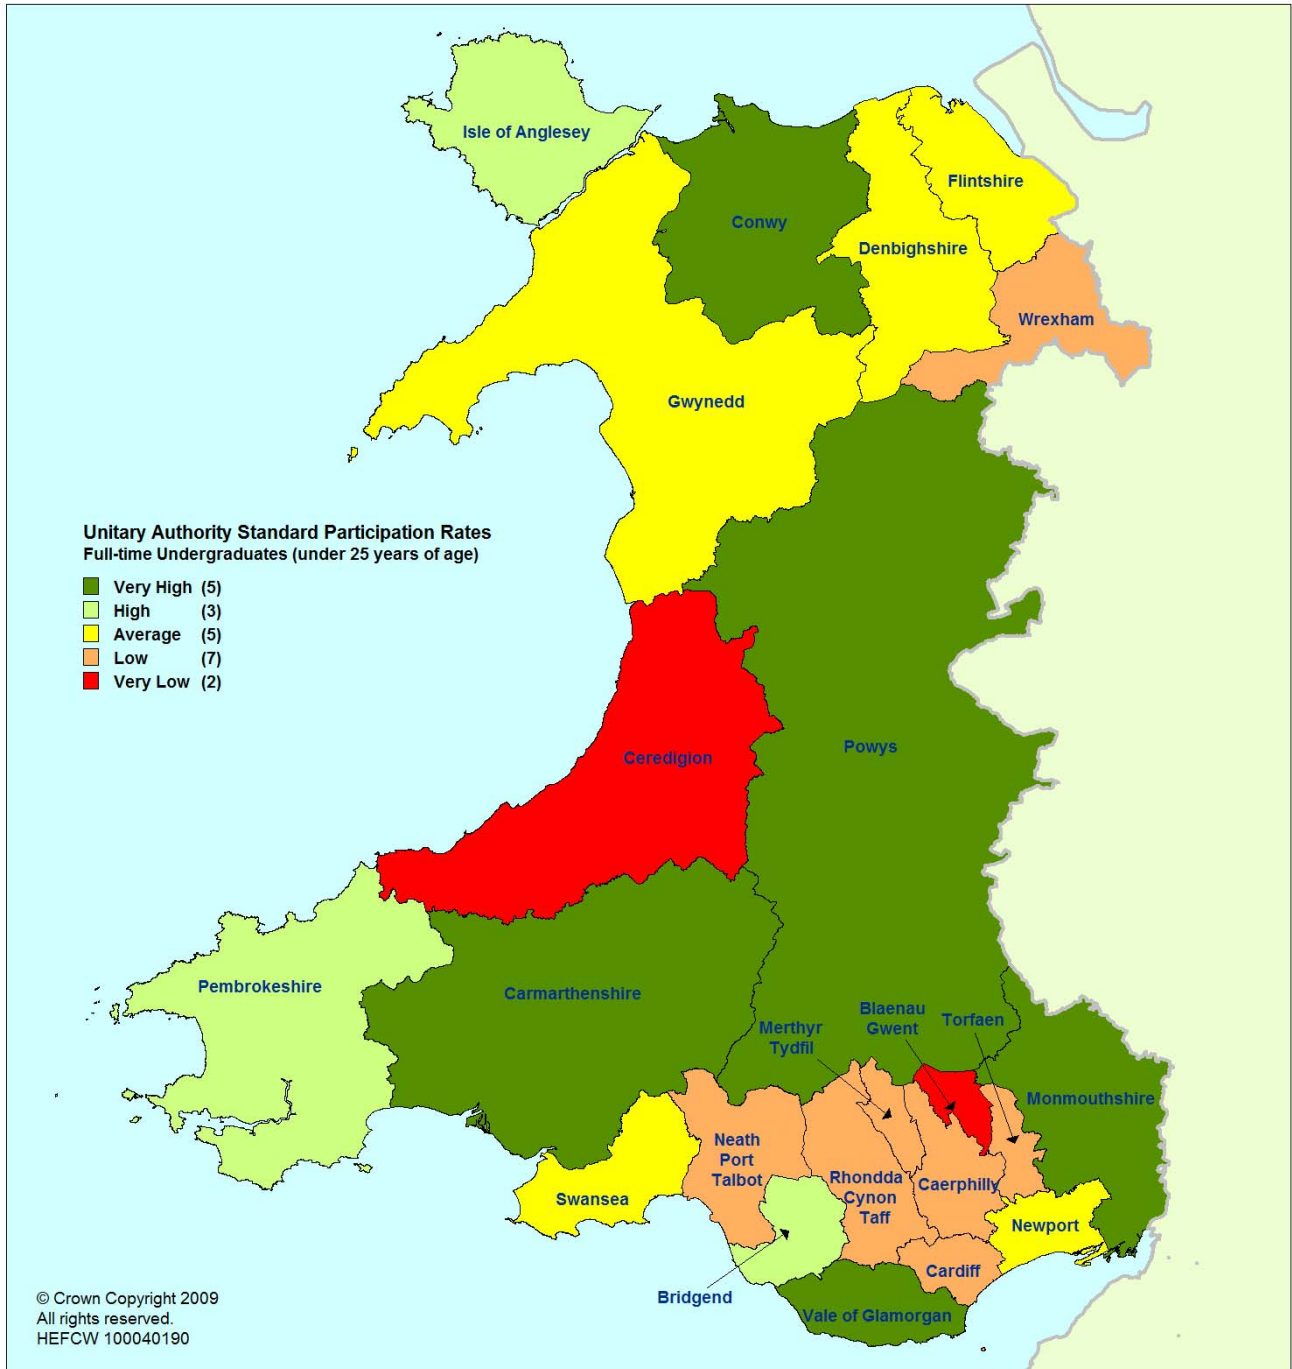 Isle of Anglesey
Flintshire
Conwy
Denbighshire
Wrexham
Gwynedd
Unitary Authority Standard Participation Rates
Full-time Undergraduates (under 25 years of age)
Very High (5)
High (3)
Average (5)
Low (7)
Very Low (2)
Ceredigion
Powys
Pembrokeshire
Carmarthenshire
Merthyr
Tydfil
Blaenau
Gwent
Torfaen
Monmouthshire
Neath
Port
Talbot
Swansea
Rhondda
Cynon
Taff
Caerphilly
Newport
Cardiff
Bridgend
Vale of Glamorgan
© Crown Copyright 2009
All rights reserved.
HEFCW 100040190